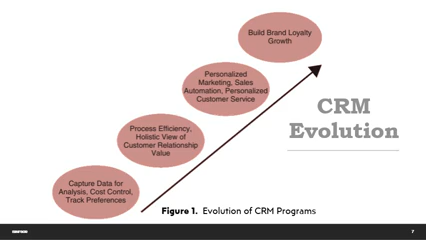 Build Brand Loyalty
Growth
Personalized
Marketing, Sales
Automation, Personalized
Customer Service
CRM
Evolution
Process Efficiency,
Holistic View of
Customer Relationship
Value
Capture Data for
Analysis, Cost Control,
Track Preferences
Figure 1. Evolution of CRM Programs
7